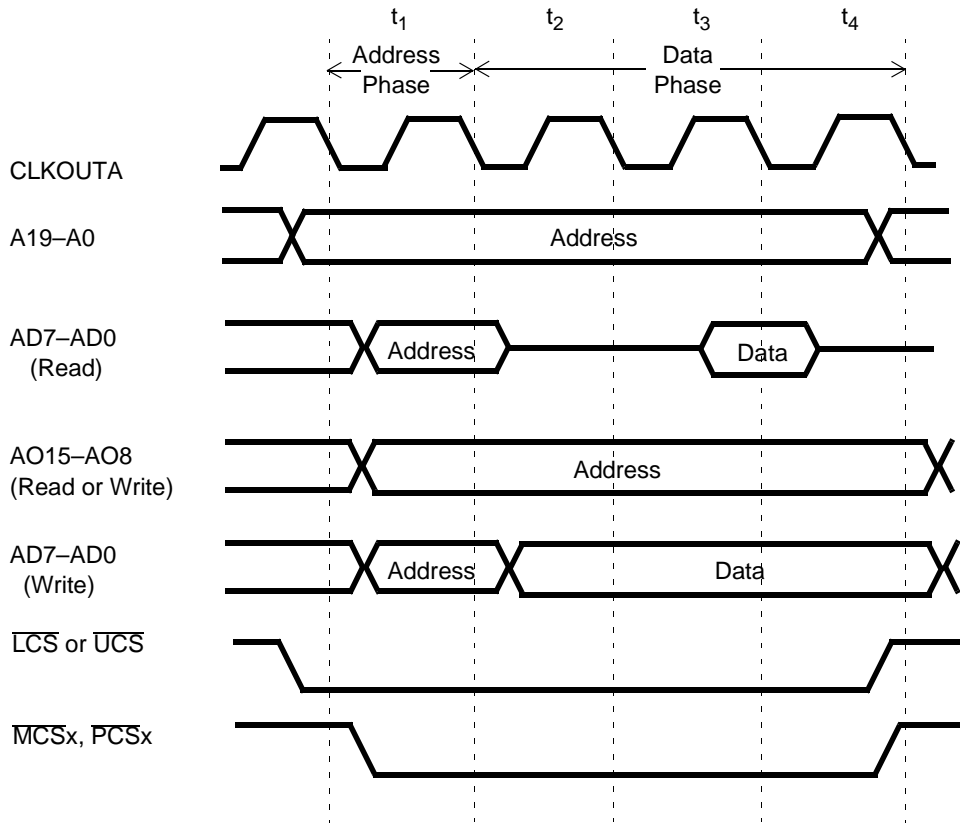 t1 t2 t3 t4
Address Phase
Data Phase
CLKOUTA
A19–A0
Address
AD7–AD0 (Read)
Address
Data
AO15–AO8 (Read or Write)
Address
AD7–AD0 (Write)
Address
Data
LCS or UCS
MCSx, PCSx